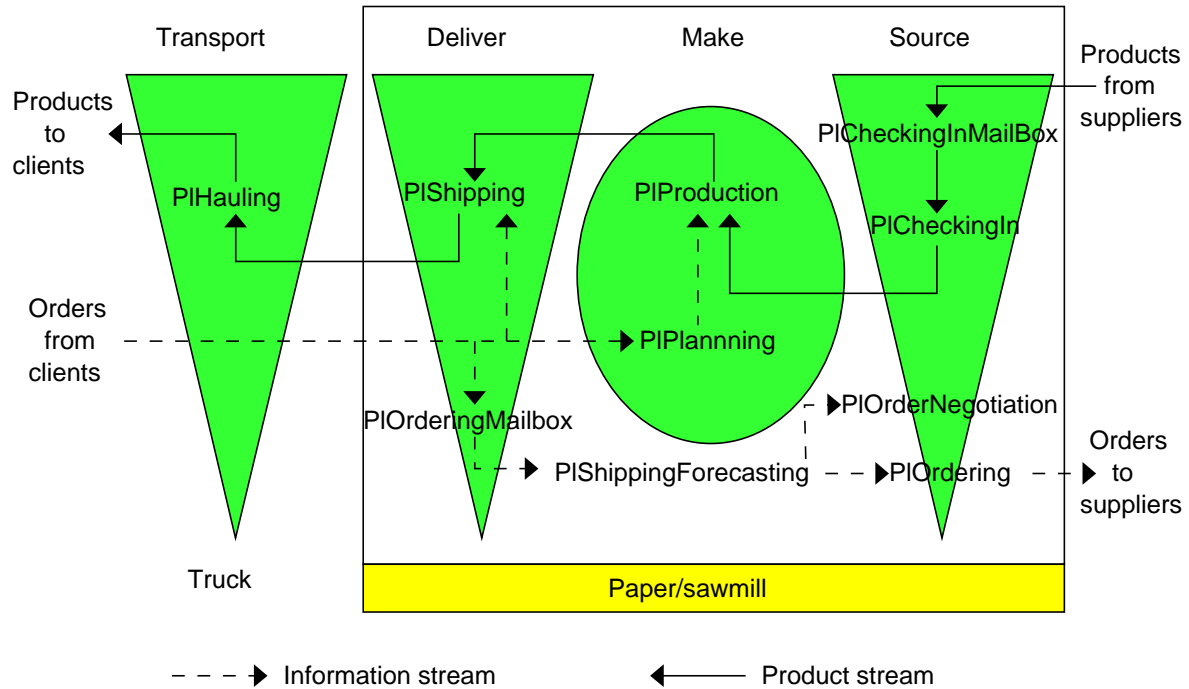 Transport
Deliver
Make
Source
Products
to
clients
Products
from
suppliers
PlCheckingInMailBox
PlHauling
PlShipping
PlProduction
PlCheckingIn
Orders
from
clients
PlPlannning
PlOrderingMailbox
PlOrderNegotiation
PlShippingForecasting
PlOrdering
Orders
to
suppliers
Truck
Paper/sawmill
Information stream
Product stream